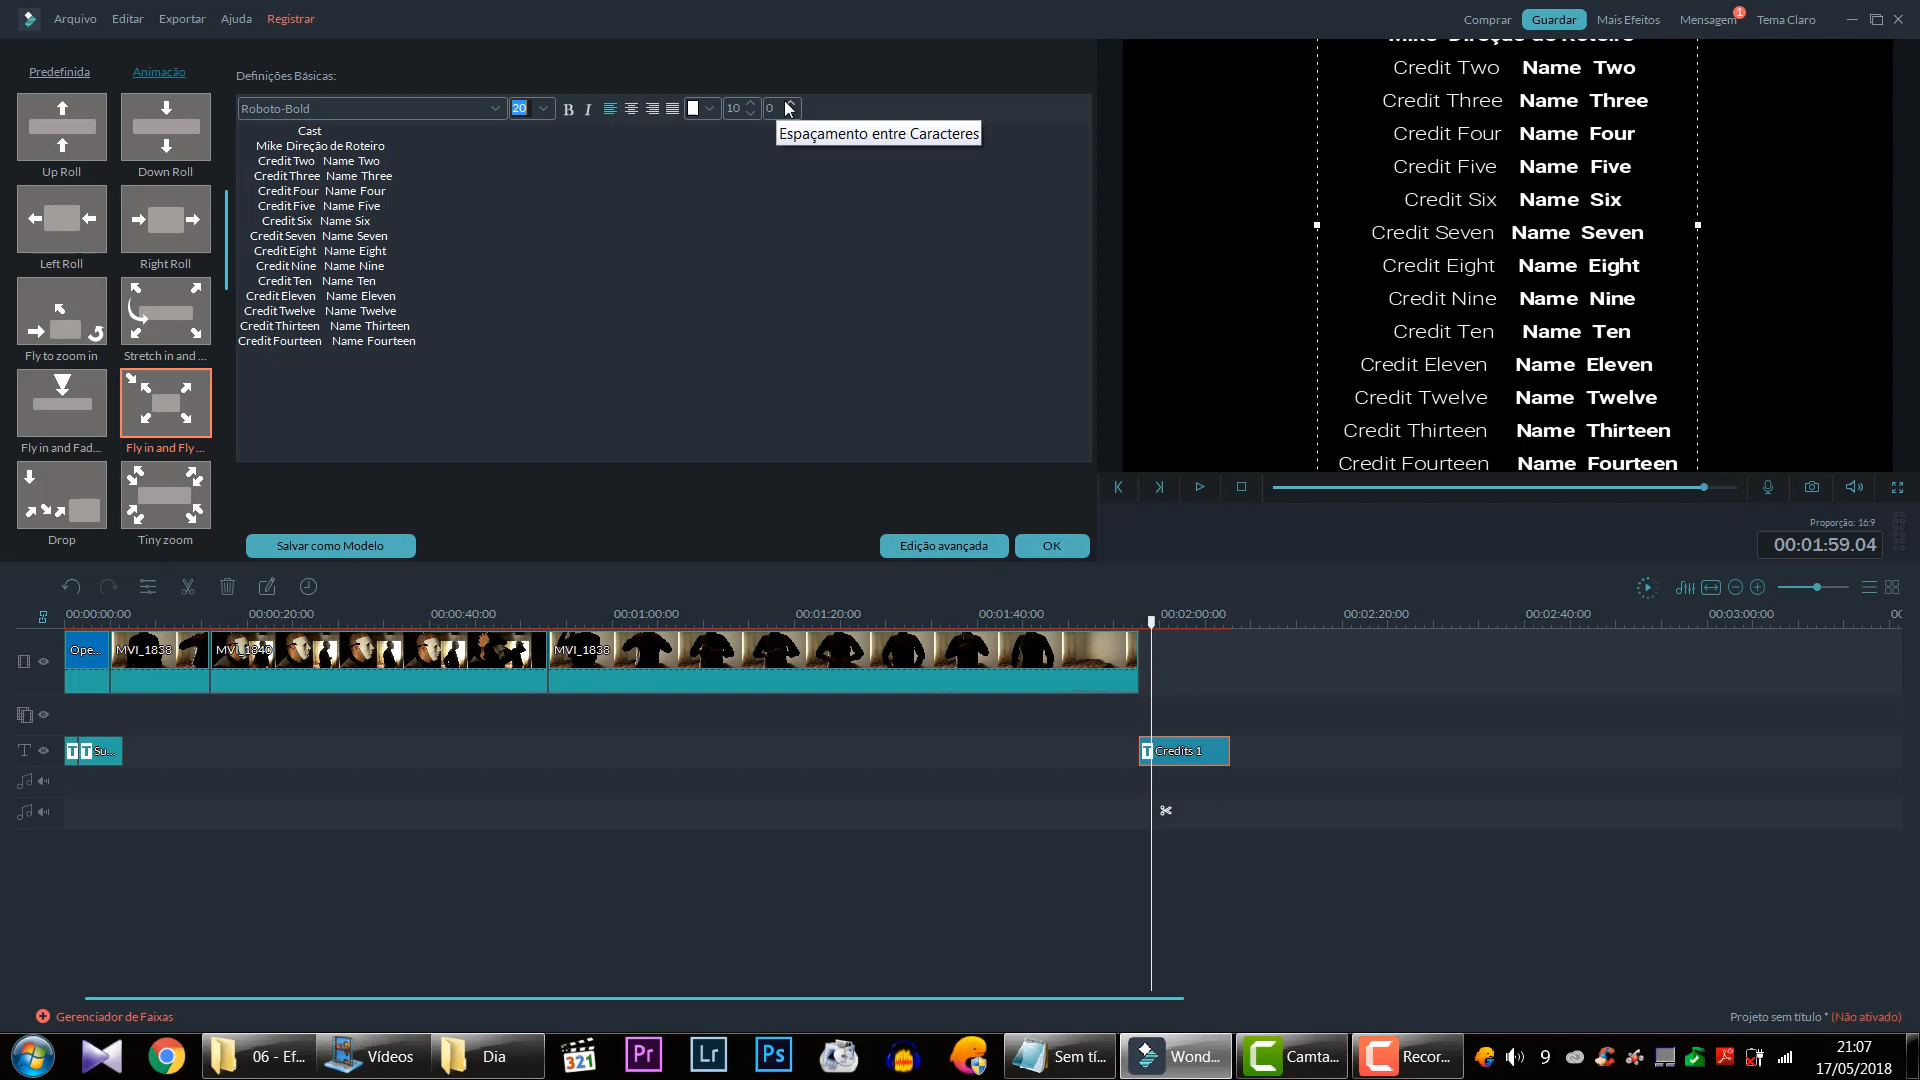 Arquivo Editar Exportar Ajuda Registrar
Comprar Guardar Mais Efeitos Mensagem 1 Tema Claro
Predefinida Animação
Definições Básicas:
Roboto-Bold 20 B I 10 0
Espaçamento entre Caracteres
Up Roll Down Roll
Left Roll Right Roll
Fly to zoom in Stretch in and ...
Fly in and Fad... Fly in and Fly ...
Drop Tiny zoom
Cast
Mike Direção de Roteiro
Credit Two Name Two
Credit Three Name Three
Credit Four Name Four
Credit Five Name Five
Credit Six Name Six
Credit Seven Name Seven
Credit Eight Name Eight
Credit Nine Name Nine
Credit Ten Name Ten
Credit Eleven Name Eleven
Credit Twelve Name Twelve
Credit Thirteen Name Thirteen
Credit Fourteen Name Fourteen
Salvar como Modelo Edição avançada OK
Mike Direção de Roteiro
Credit Two Name Two
Credit Three Name Three
Credit Four Name Four
Credit Five Name Five
Credit Six Name Six
Credit Seven Name Seven
Credit Eight Name Eight
Credit Nine Name Nine
Credit Ten Name Ten
Credit Eleven Name Eleven
Credit Twelve Name Twelve
Credit Thirteen Name Thirteen
Credit Fourteen Name Fourteen
Proporção: 16:9
00:01:59.04
00:00:00:00 00:00:20:00 00:00:40:00 00:01:00:00 00:01:20:00 00:01:40:00 00:02:00:00 00:02:20:00 00:02:40:00 00:03:00:00
Ope... MVI_1838 MVI_1840 MVI_1838
T T T Su... T Credits 1
Gerenciador de Faixas
Projeto sem título * (Não ativado)
06 - Ef... Vídeos Dia 321 Pr Lr Ps Sem tí... Wond... Camta... Recor... 9
21:07
17/05/2018